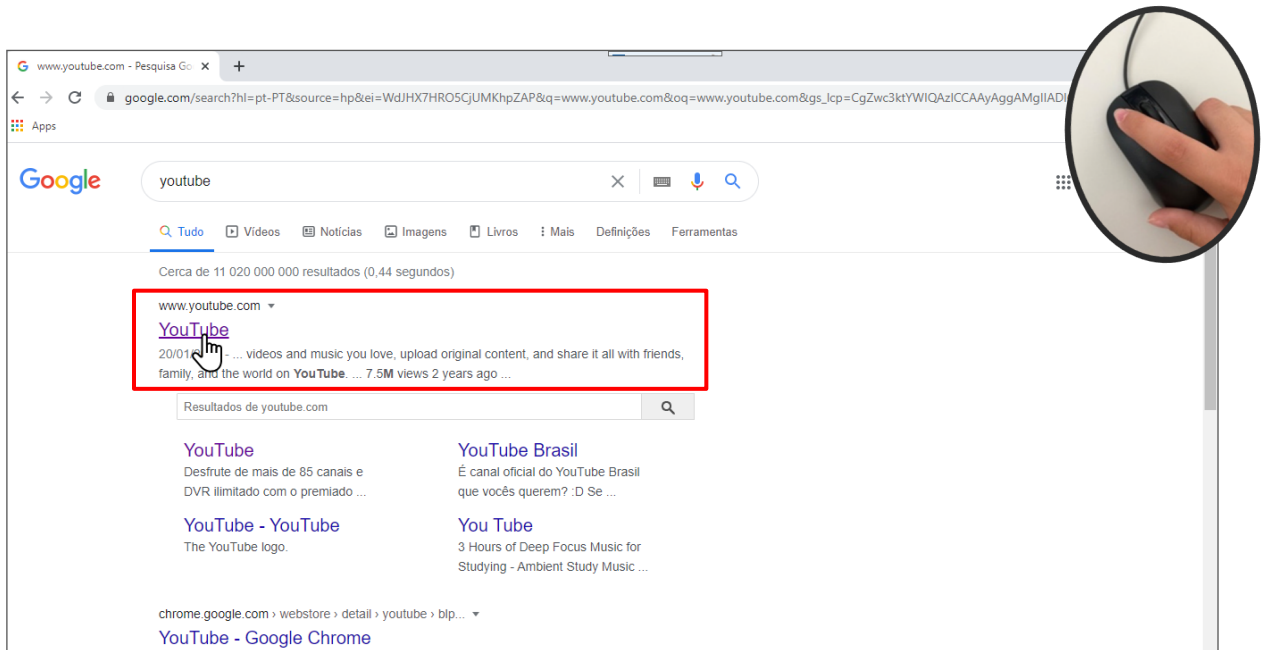 www.youtube.com - Pesquisa Go
google.com/search?hl=pt-PT&source=hp&ei=WdJHX7HRO5CjUMKhpZAP&q=www.youtube.com&oq=www.youtube.com&gs_lcp=CgZwc3ktYWIQAzICCAAyAggAMgIIADI
Apps
Google
youtube
Tudo Vídeos Notícias Imagens Livros Mais Definições Ferramentas
Cerca de 11 020 000 000 resultados (0,44 segundos)
www.youtube.com
YouTube
20/01/ - ... videos and music you love, upload original content, and share it all with friends,
family, and the world on YouTube. ... 7.5M views 2 years ago ...
Resultados de youtube.com
YouTube
Desfrute de mais de 85 canais e
DVR ilimitado com o premiado ...
YouTube Brasil
É canal oficial do YouTube Brasil
que vocês querem? :D Se ...
YouTube - YouTube
The YouTube logo.
You Tube
3 Hours of Deep Focus Music for
Studying - Ambient Study Music ...
chrome.google.com › webstore › detail › youtube › blp...
YouTube - Google Chrome